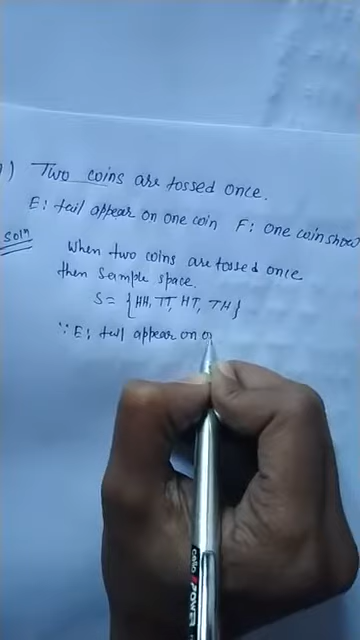 ) Two coins are tossed once.
E: tail appear on one coin F: one coin show
Soln
When two coins are tossed once
then sample space.
S = {HH, TT, HT, TH}
∵ E: tail appear on o
cello POWER